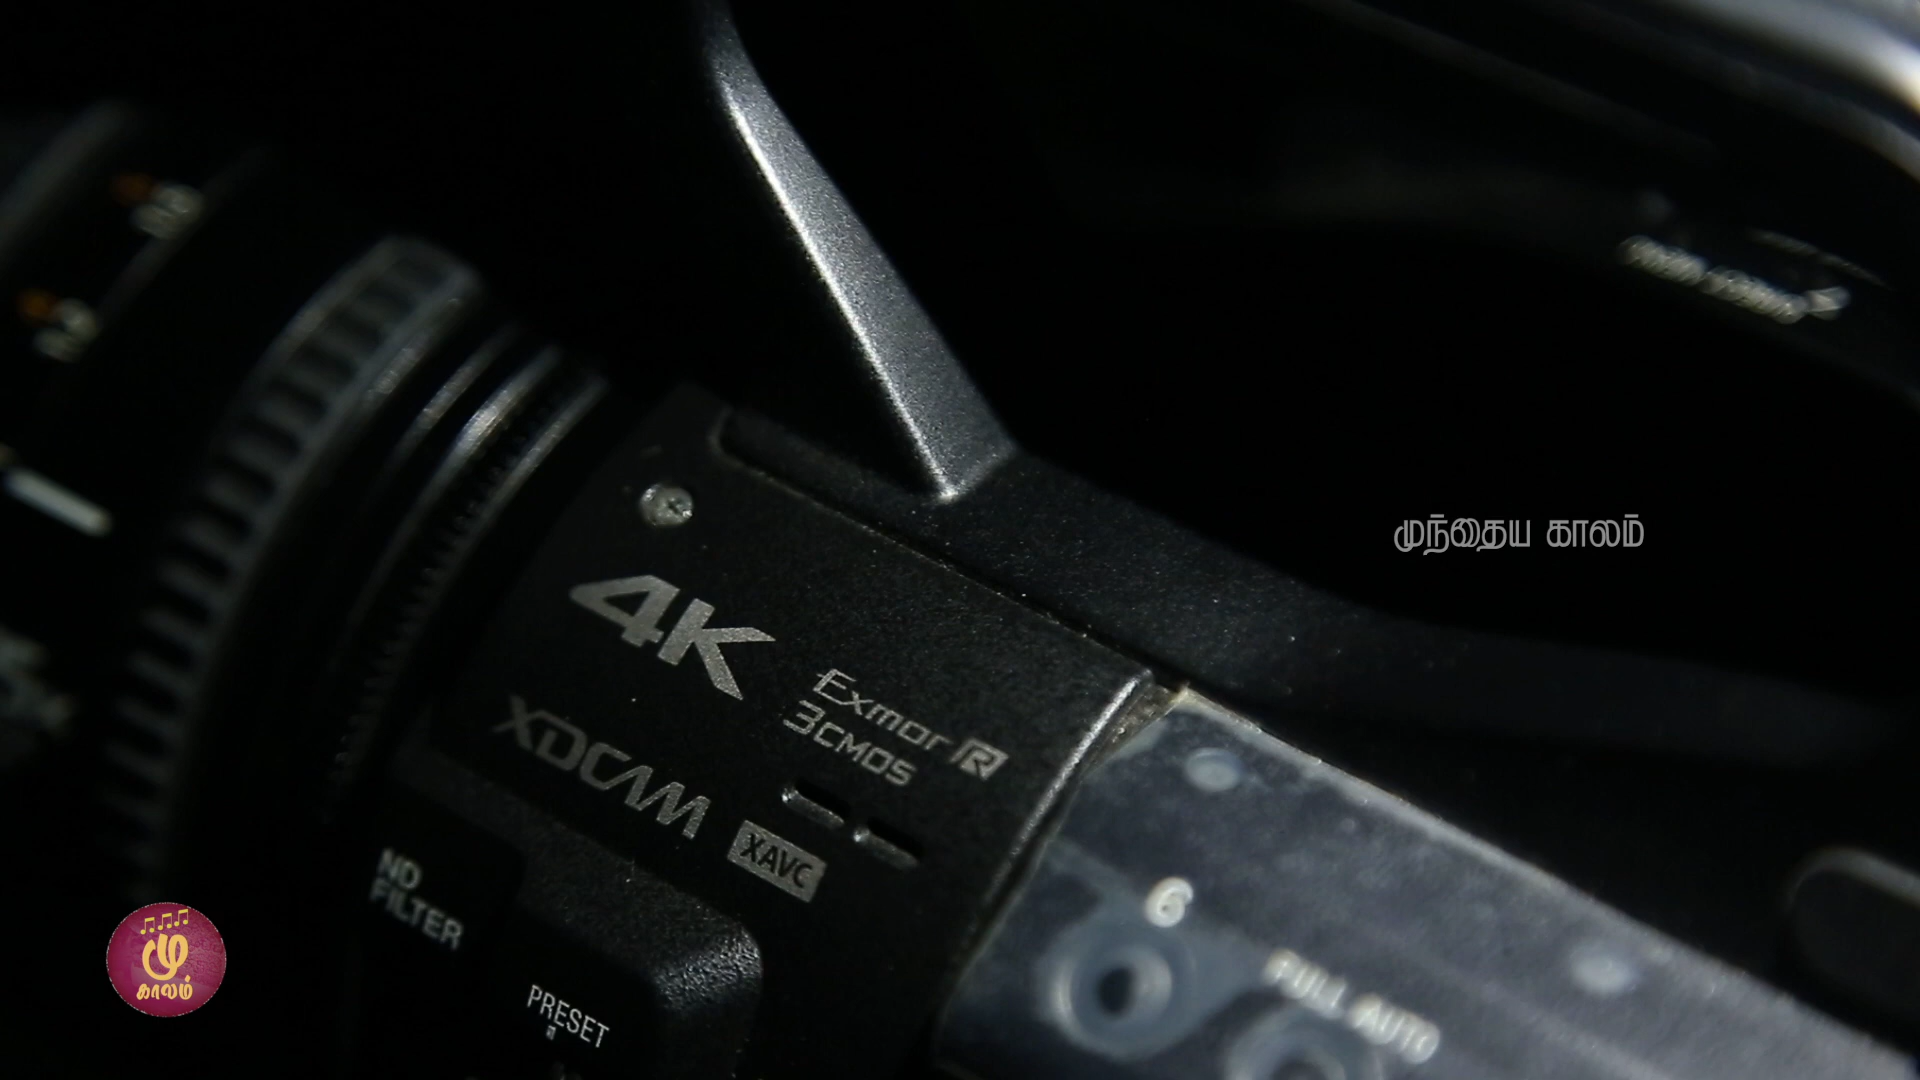 முந்தைய காலம்
4K
Exmor R
3CMOS
XDCAM
XAVC
ND
FILTER
PRESET
6
FULL AUTO
மு
காலம்